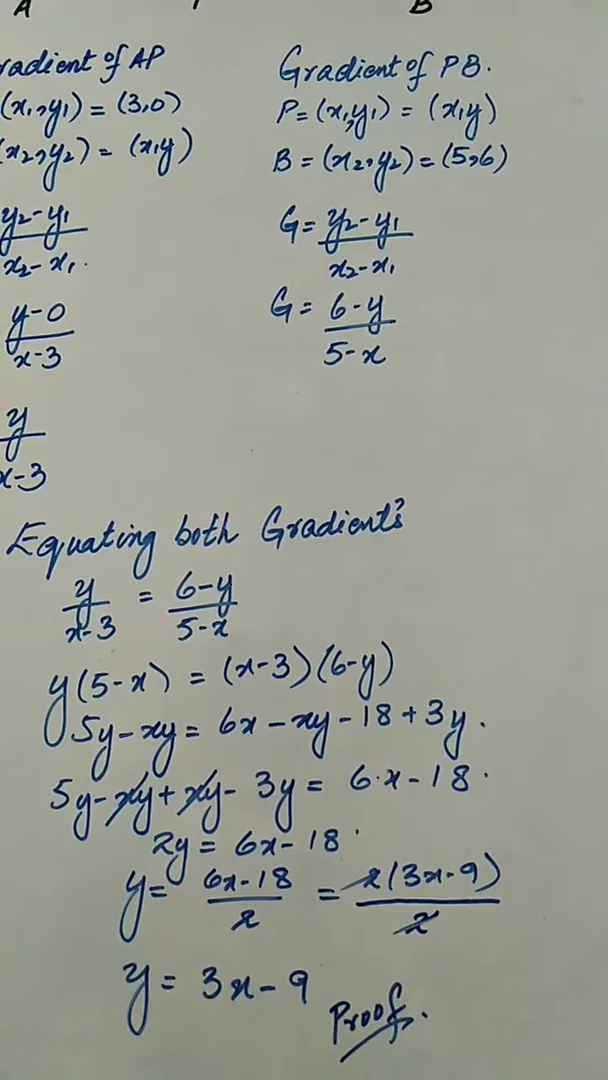 A B
radient of AP
(x₁,y₁) = (3,0)
(x₂,y₂) = (x,y)
y₂-y₁
x₂-x₁.
y-0
x-3
y
x-3
Gradient of PB.
P = (x₁,y₁) = (x,y)
B = (x₂,y₂) = (5,6)
G = y₂-y₁
x₂-x₁
G = 6-y
5-x
Equating both Gradients
y = 6-y
x-3 5-x
y(5-x) = (x-3)(6-y)
5y-xy = 6x-xy-18+3y.
5y-xy+xy-3y = 6x-18.
2y = 6x-18.
y = 6x-18 = 2(3x-9)
2 2
y = 3x-9
Proof.